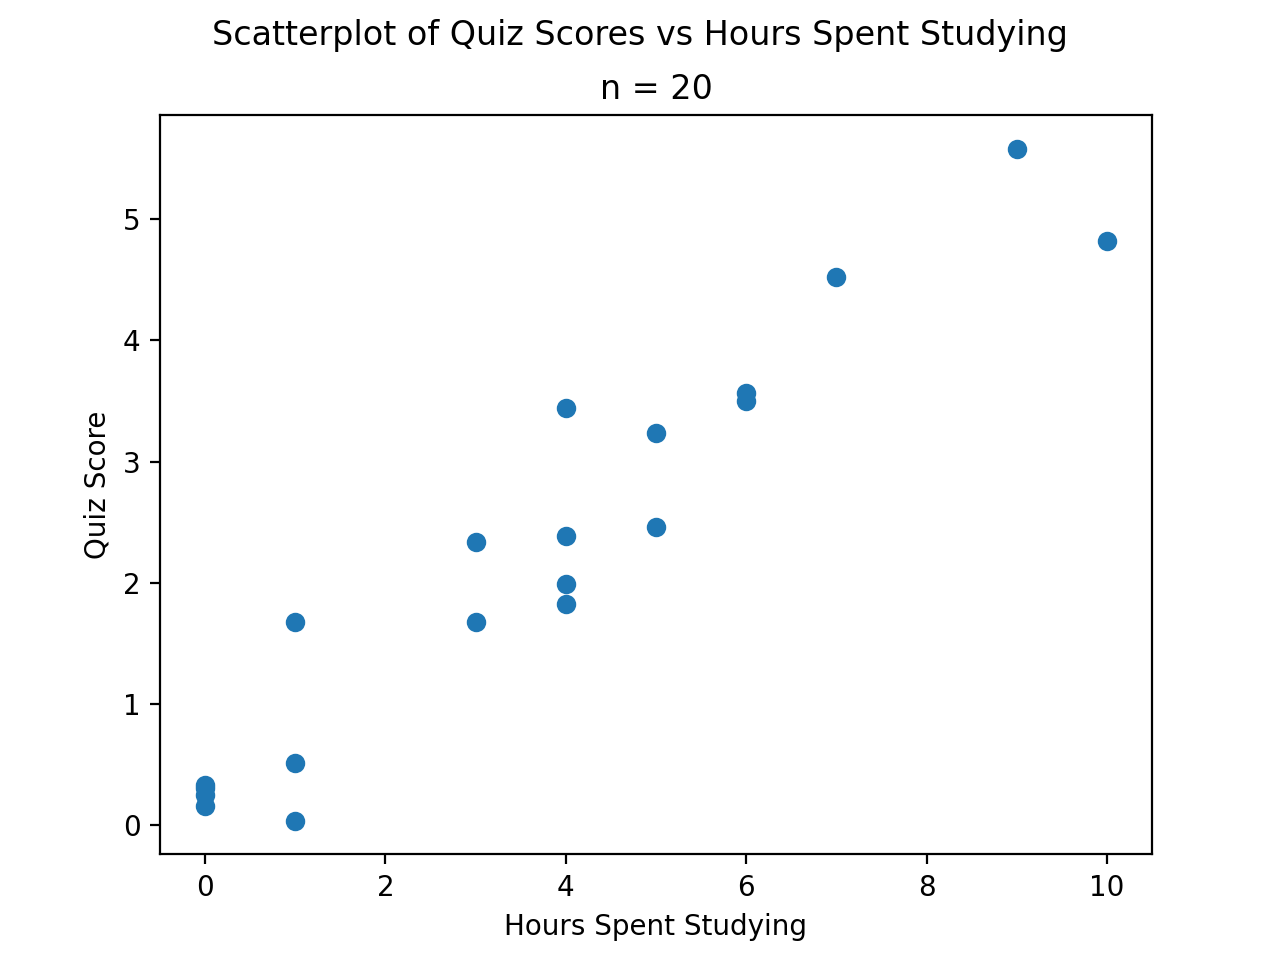 Scatterplot of Quiz Scores vs Hours Spent Studying
n = 20
5
4
3
2
1
0
Quiz Score
0 2 4 6 8 10
Hours Spent Studying